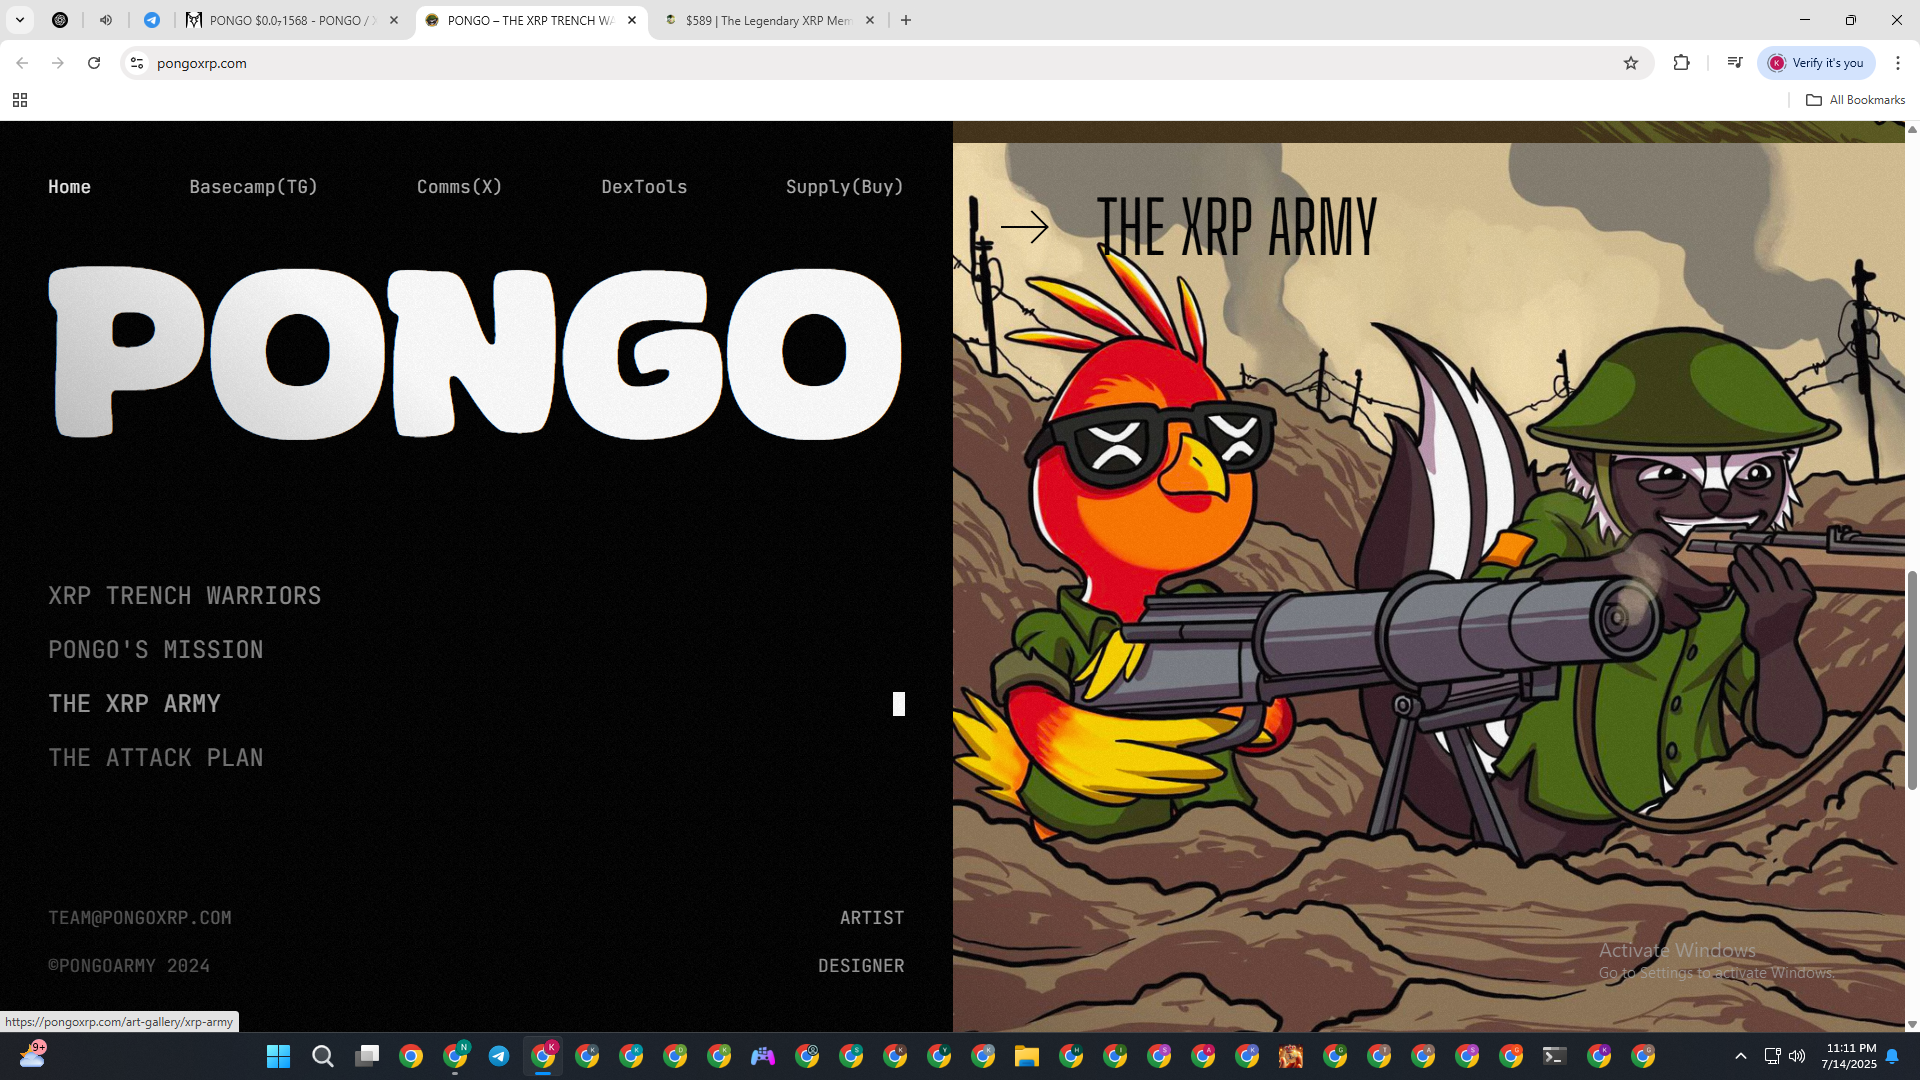 PONGO $0.0₇1568 - PONGO / X
PONGO – THE XRP TRENCH WA
$589 | The Legendary XRP Mem
pongoxrp.com
K
Verify it's you
All Bookmarks
Home
Basecamp(TG)
Comms(X)
DexTools
Supply(Buy)
PONGO
XRP TRENCH WARRIORS
PONGO'S MISSION
THE XRP ARMY
THE ATTACK PLAN
TEAM@PONGOXRP.COM
ARTIST
©PONGOARMY 2024
DESIGNER
THE XRP ARMY
Activate Windows
Go to Settings to activate Windows.
https://pongoxrp.com/art-gallery/xrp-army
9+
11:11 PM
7/14/2025